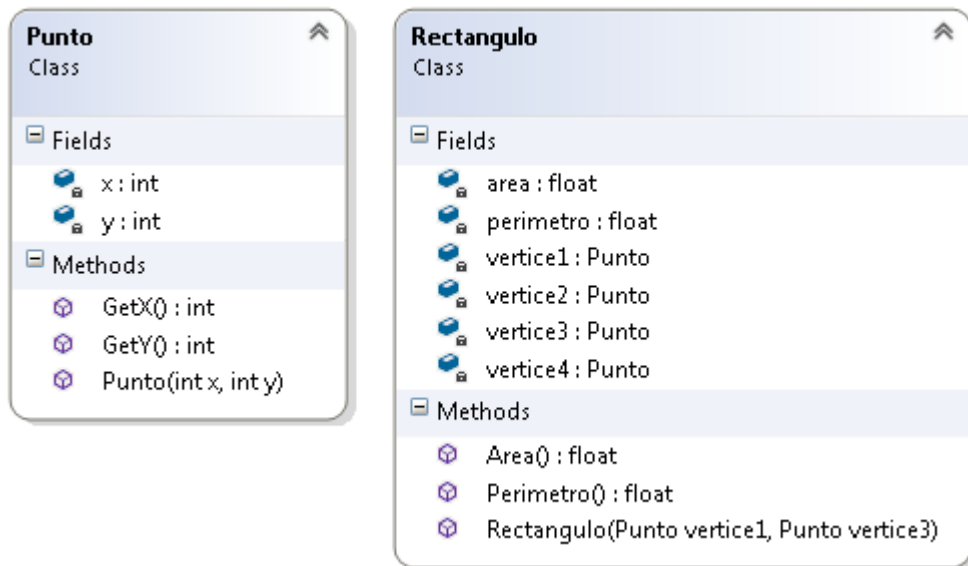 Punto
Class
Fields
x : int
y : int
Methods
GetX() : int
GetY() : int
Punto(int x, int y)
Rectangulo
Class
Fields
area : float
perimetro : float
vertice1 : Punto
vertice2 : Punto
vertice3 : Punto
vertice4 : Punto
Methods
Area() : float
Perimetro() : float
Rectangulo(Punto vertice1, Punto vertice3)